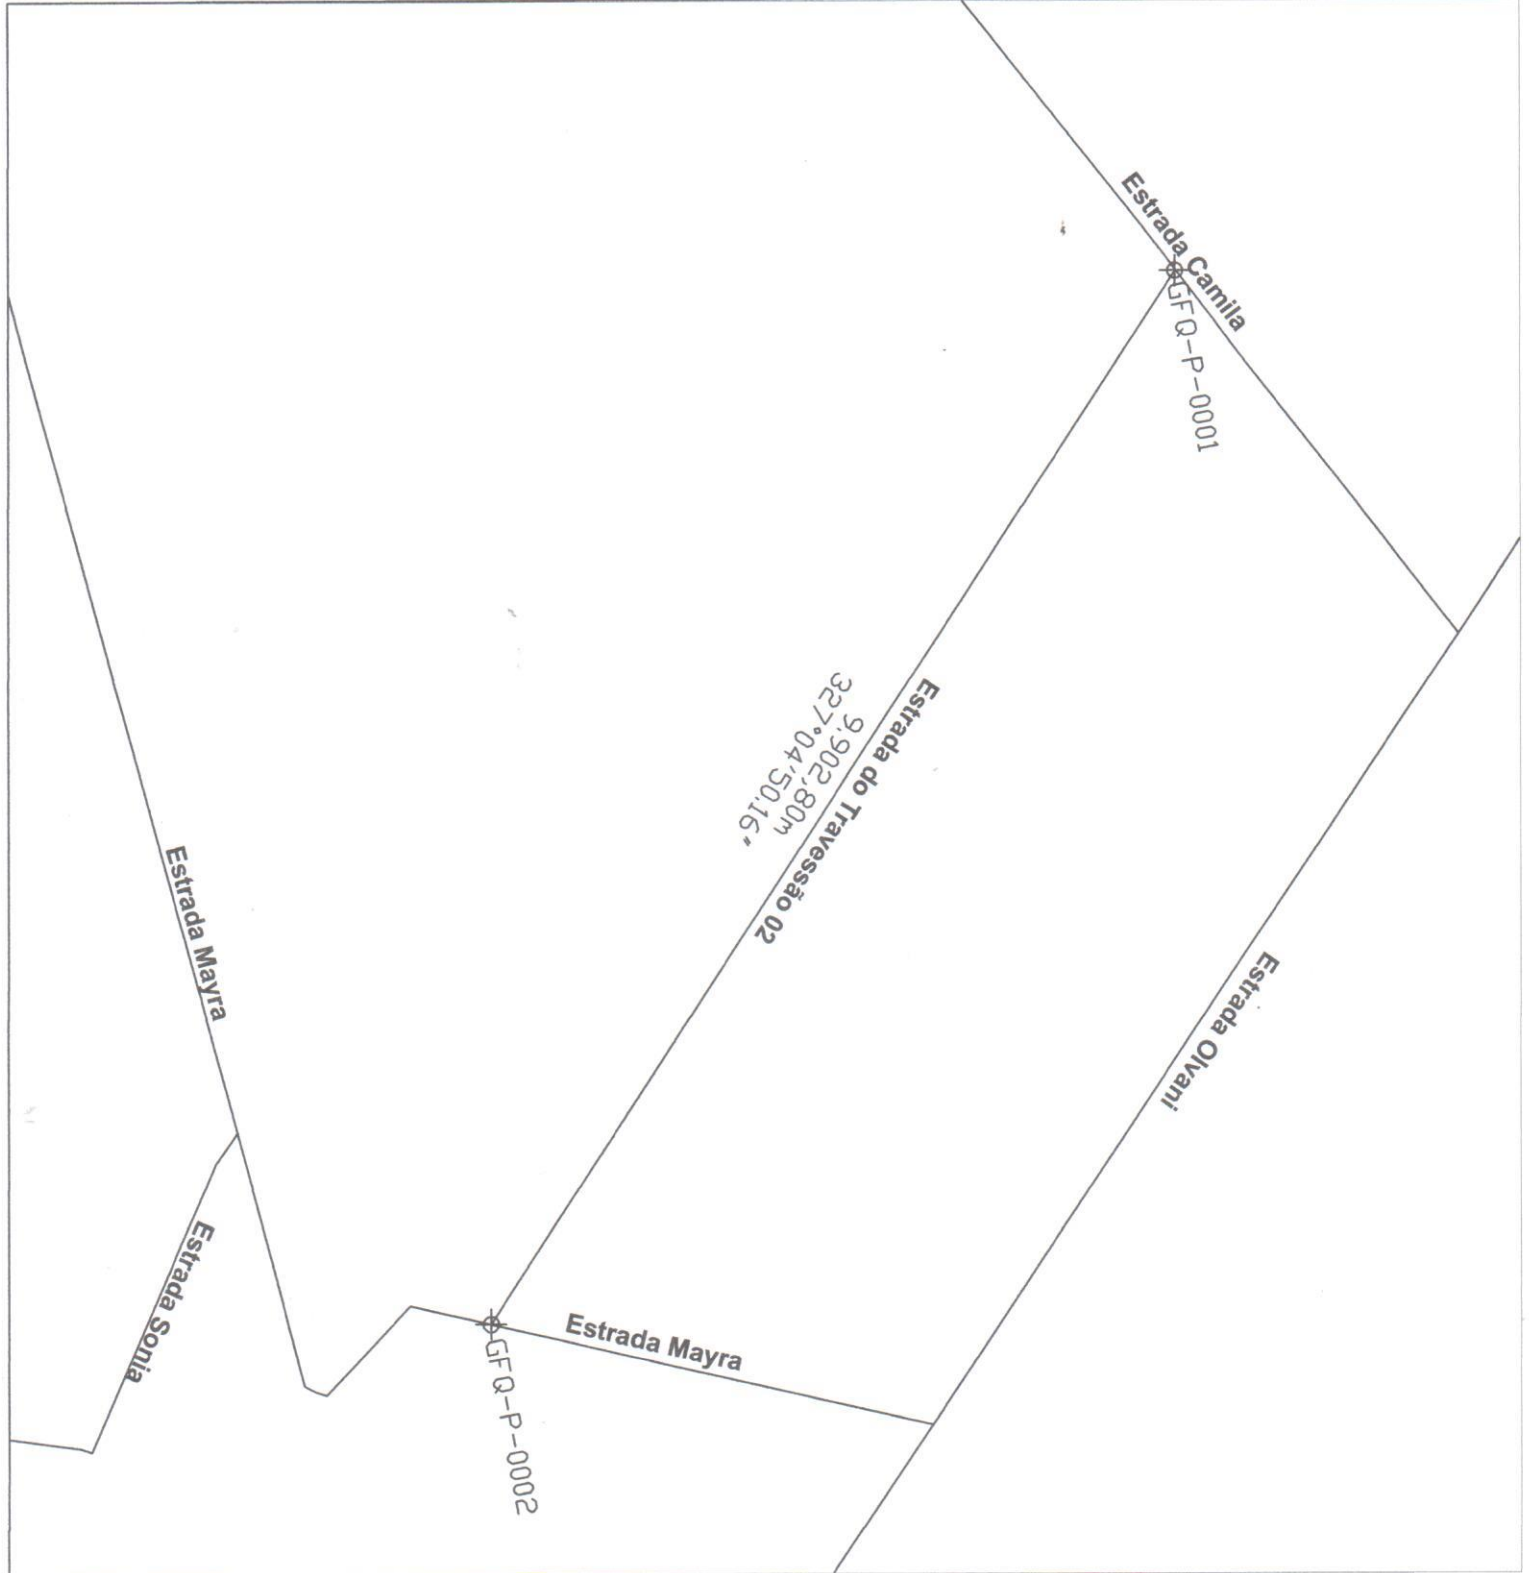 Estrada Camila
GFQ-P-0001
Estrada do Travessão 02
9.902,80m
327°04'50,16"
Estrada Olvani
Estrada Mayra
Estrada Sonia
Estrada Mayra
GFQ-P-0002